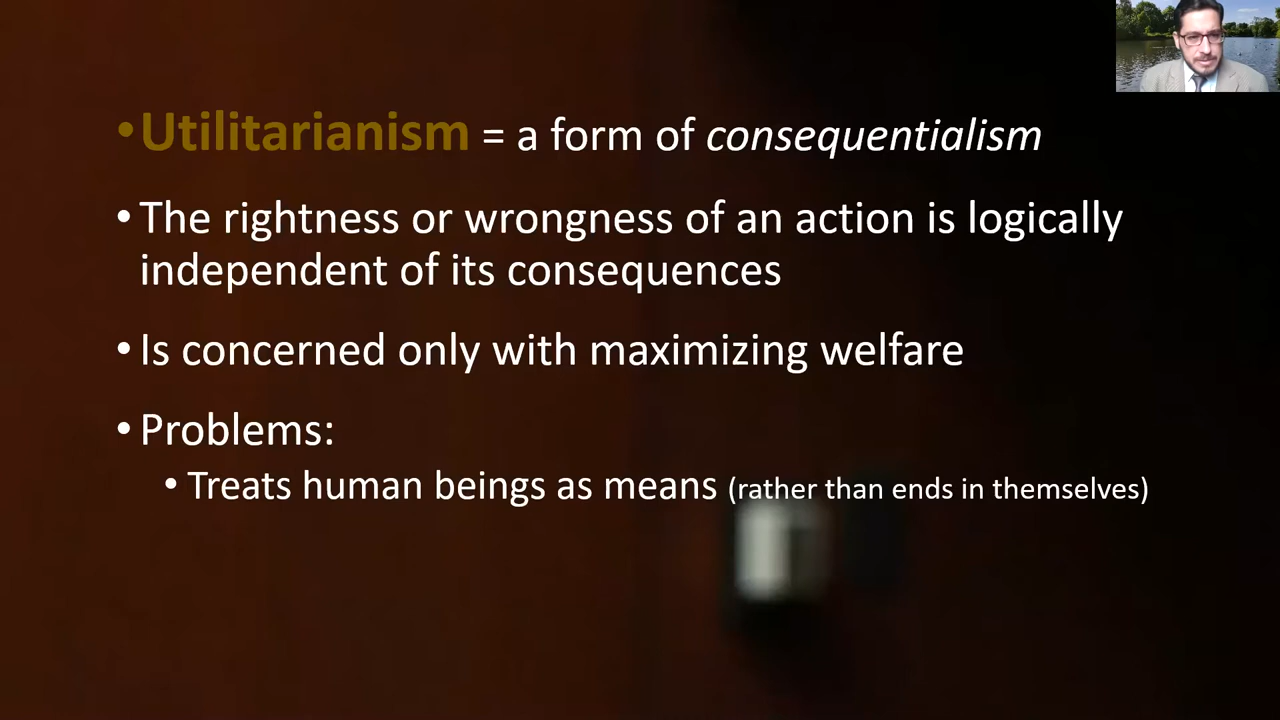 •Utilitarianism = a form of consequentialism
• The rightness or wrongness of an action is logically
independent of its consequences
• Is concerned only with maximizing welfare
• Problems:
• Treats human beings as means (rather than ends in themselves)